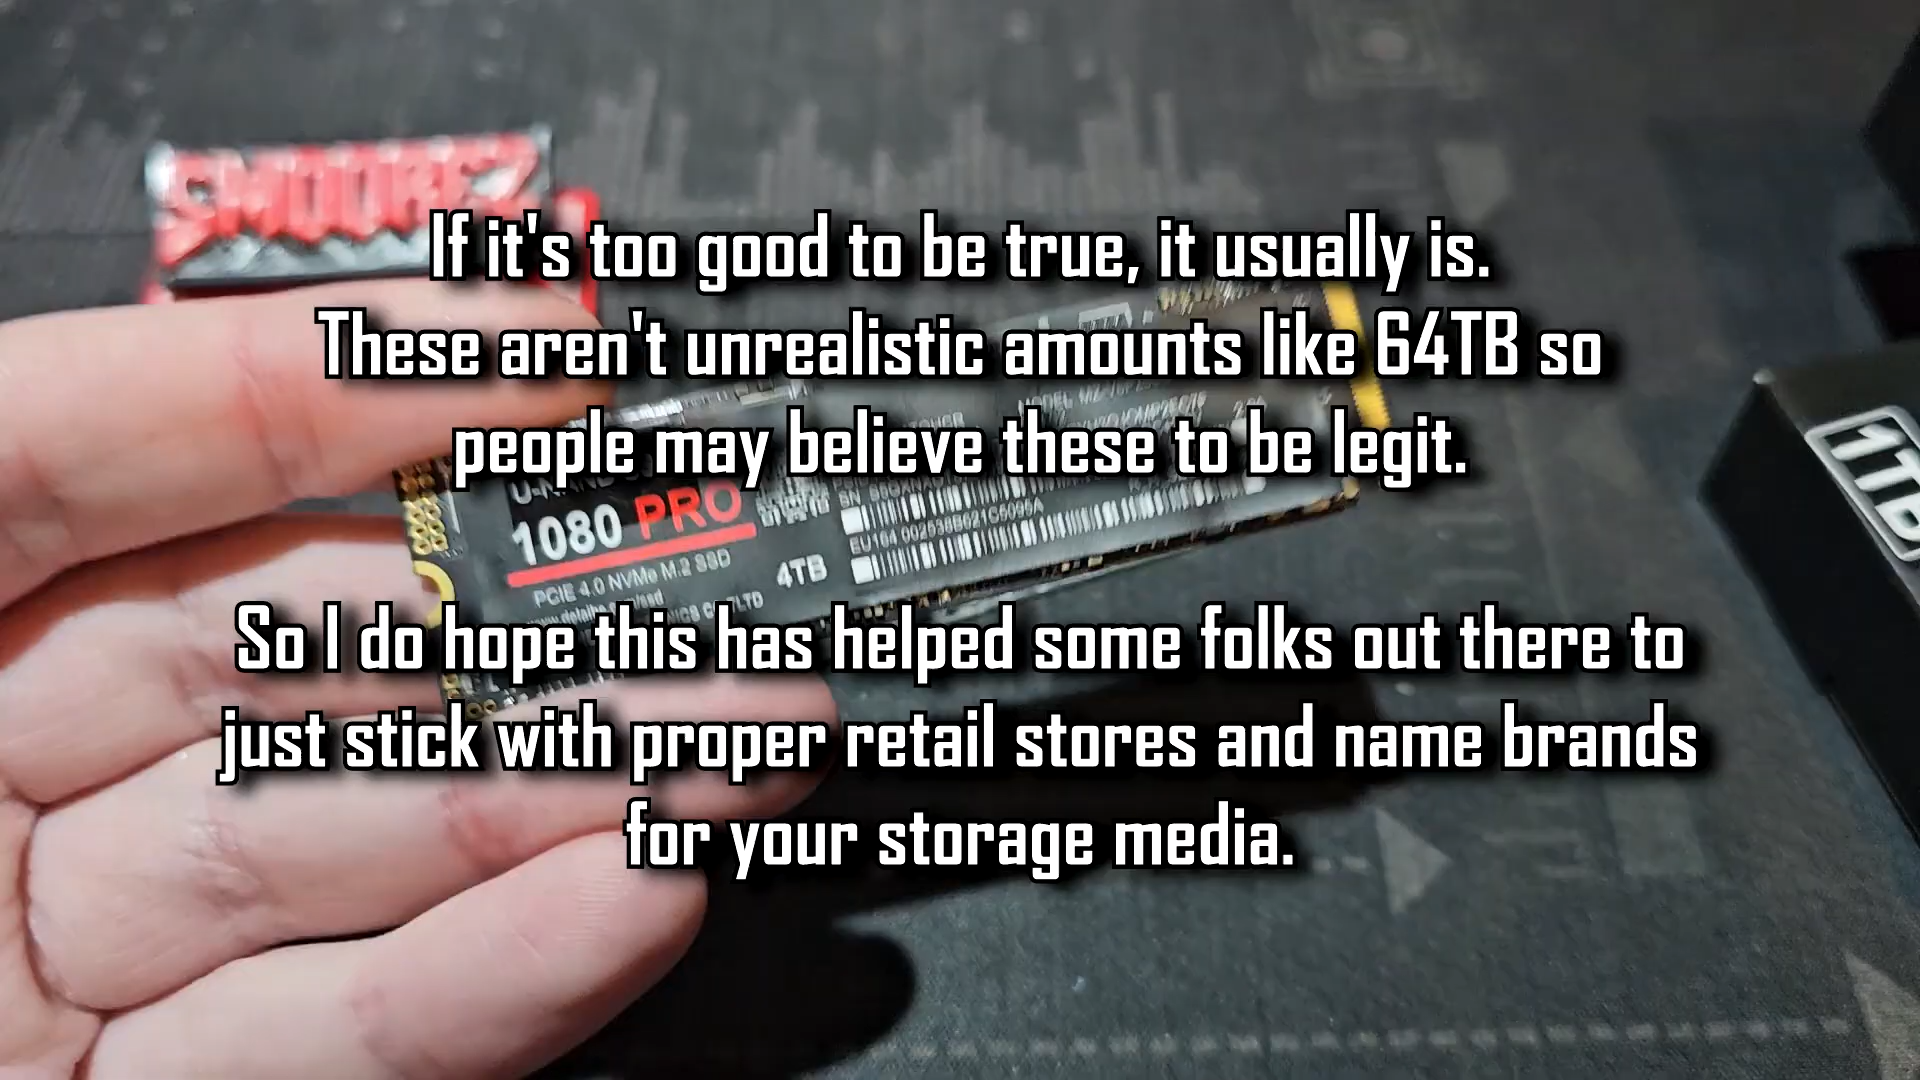 SMOOREZ
If it's too good to be true, it usually is.
These aren't unrealistic amounts like 64TB so
people may believe these to be legit.
1080 PRO
PCIE 4.0 NVMe M.2 SSD
4TB
1TB
So I do hope this has helped some folks out there to
just stick with proper retail stores and name brands
for your storage media.